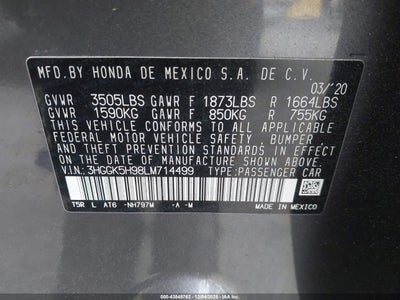 MFD.BY HONDA DE MEXICO S.A. DE C.V.
03/'20
GVWR 3505LBS GAWR F 1873LBS R 1664LBS
GVWR 1590KG GAWR F 850KG R 755KG
THIS VEHICLE CONFORMS TO ALL APPLICABLE
FEDERAL MOTOR VEHICLE SAFETY, BUMPER
AND THEFT PREVENTION STANDARDS IN
EFFECT ON THE DATE OF MANUFACTURE
SHOWN ABOVE.
V.I.N.: 3HGGK5H98LM714499 TYPE:PASSENGER CAR
T5R L AT6 -NH797M -A -M
MADE IN MEXICO